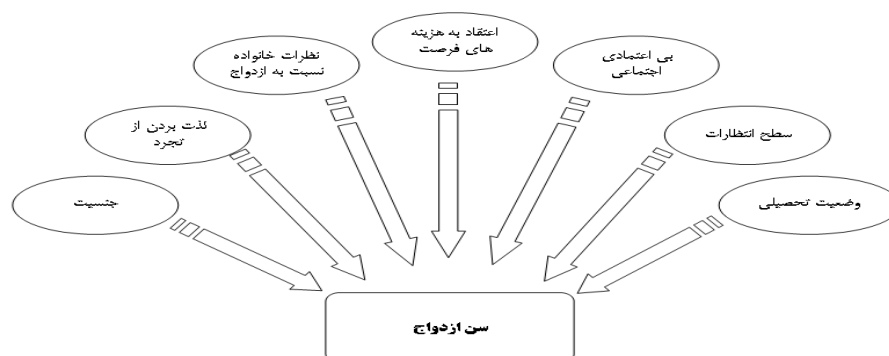 اعتقاد به هزینه
های فرصت
بی اعتمادی
اجتماعی
نظرات خانواده
نسبت به ازدواج
سطح انتظارات
لذت بردن از
تجرد
وضعیت تحصیلی
جنسیت
سن ازدواج